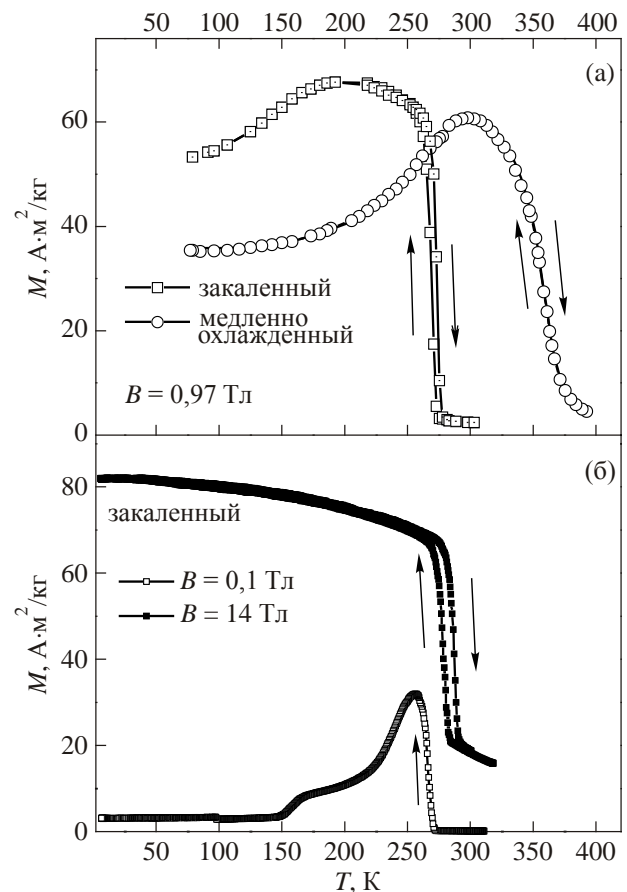 50 100 150 200 250 300 350 400
(а)
60
40
20
0
M, А·м²/кг
закаленный
медленно
охлажденный
B = 0,97 Тл
(б)
80
60
40
20
0
M, А·м²/кг
закаленный
B = 0,1 Тл
B = 14 Тл
50 100 150 200 250 300 350 400
T, К